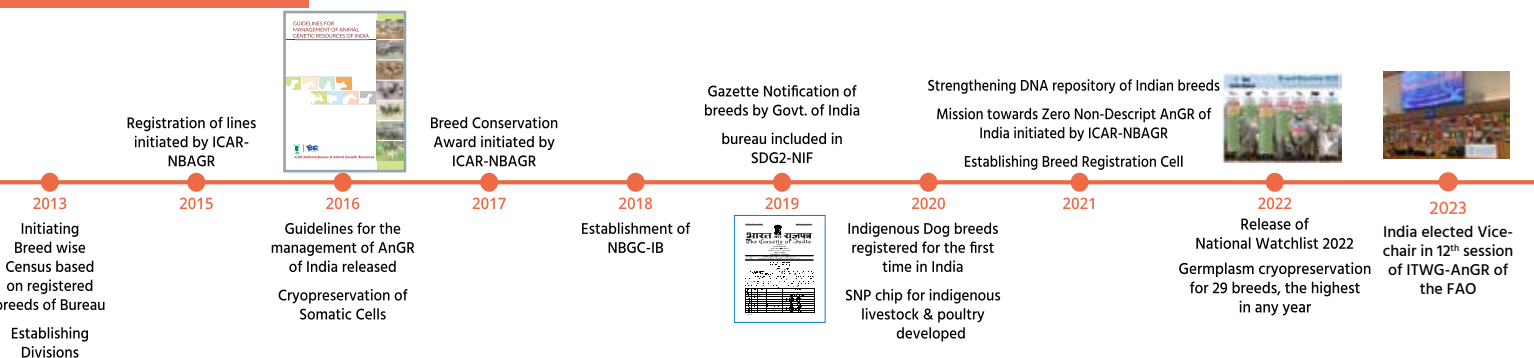 GUIDELINES FOR
MANAGEMENT OF ANIMAL
GENETIC RESOURCES OF INDIA
ICAR-National Bureau of Animal Genetic Resources
2013
Initiating
Breed wise
Census based
on registered
breeds of Bureau
Establishing
Divisions
Registration of lines
initiated by ICAR-
NBAGR
2015
2016
Guidelines for the
management of AnGR
of India released
Cryopreservation of
Somatic Cells
Breed Conservation
Award initiated by
ICAR-NBAGR
2017
2018
Establishment of
NBGC-IB
Gazette Notification of
breeds by Govt. of India
bureau included in
SDG2-NIF
2019
भारत का राजपत्र
The Gazette of India
2020
Indigenous Dog breeds
registered for the first
time in India
SNP chip for indigenous
livestock & poultry
developed
Strengthening DNA repository of Indian breeds
Mission towards Zero Non-Descript AnGR of
India initiated by ICAR-NBAGR
Establishing Breed Registration Cell
2021
2022
Release of
National Watchlist 2022
Germplasm cryopreservation
for 29 breeds, the highest
in any year
2023
India elected Vice-
chair in 12th session
of ITWG-AnGR of
the FAO